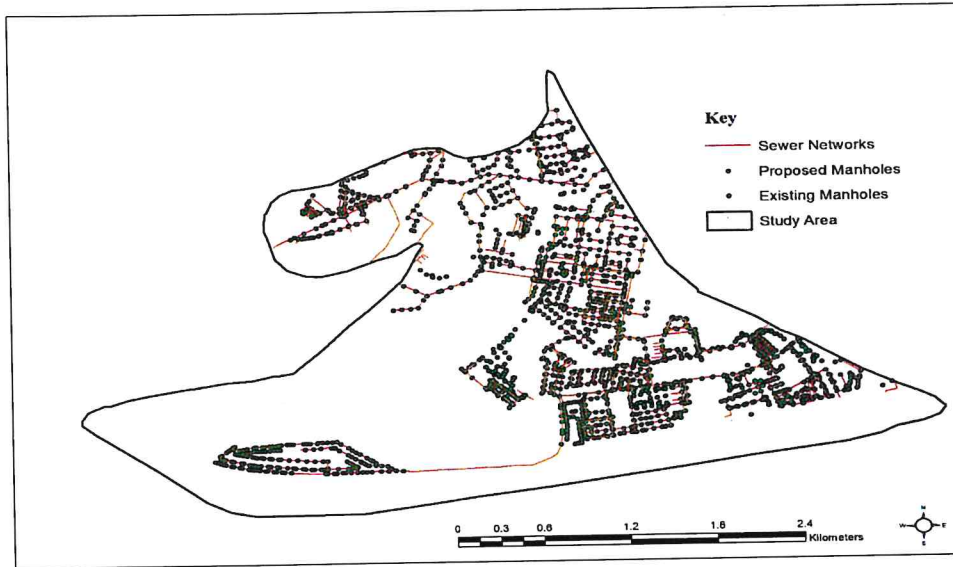 Key
Sewer Networks
Proposed Manholes
Existing Manholes
Study Area
N
W E
S
0 0.3 0.6 1.2 1.8 2.4
Kilometers